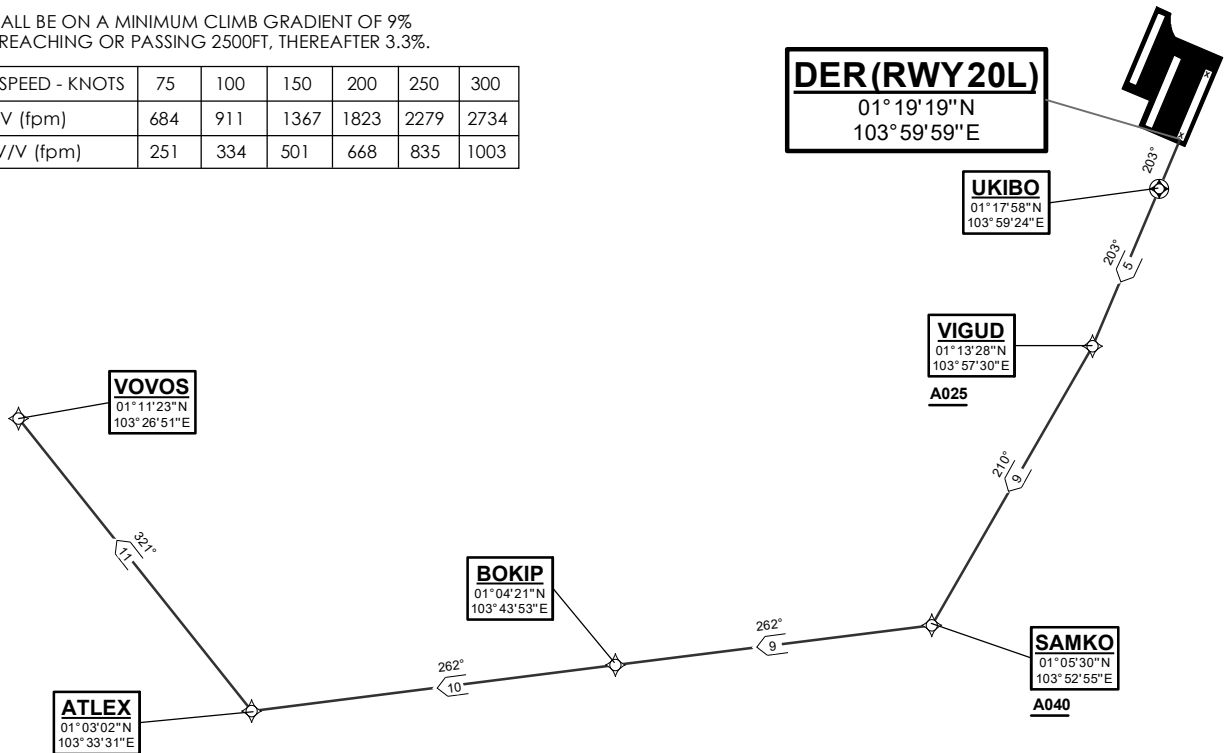 ALL BE ON A MINIMUM CLIMB GRADIENT OF 9%
REACHING OR PASSING 2500FT, THEREAFTER 3.3%.
SPEED - KNOTS 75 100 150 200 250 300
V (fpm) 684 911 1367 1823 2279 2734
V/V (fpm) 251 334 501 668 835 1003
DER(RWY 20L)
01°19'19"N
103°59'59"E
203°
UKIBO
01°17'58"N
103°59'24"E
203°
5
VIGUD
01°13'28"N
103°57'30"E
A025
210°
9
VOVOS
01°11'23"N
103°26'51"E
321°
11
BOKIP
01°04'21"N
103°43'53"E
262°
9
262°
10
SAMKO
01°05'30"N
103°52'55"E
A040
ATLEX
01°03'02"N
103°33'31"E